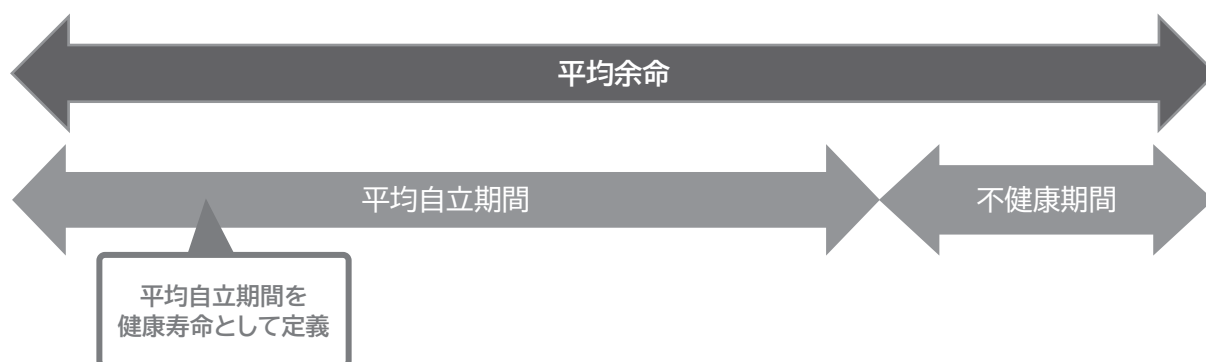 平均余命
平均自立期間
不健康期間
平均自立期間を
健康寿命として定義